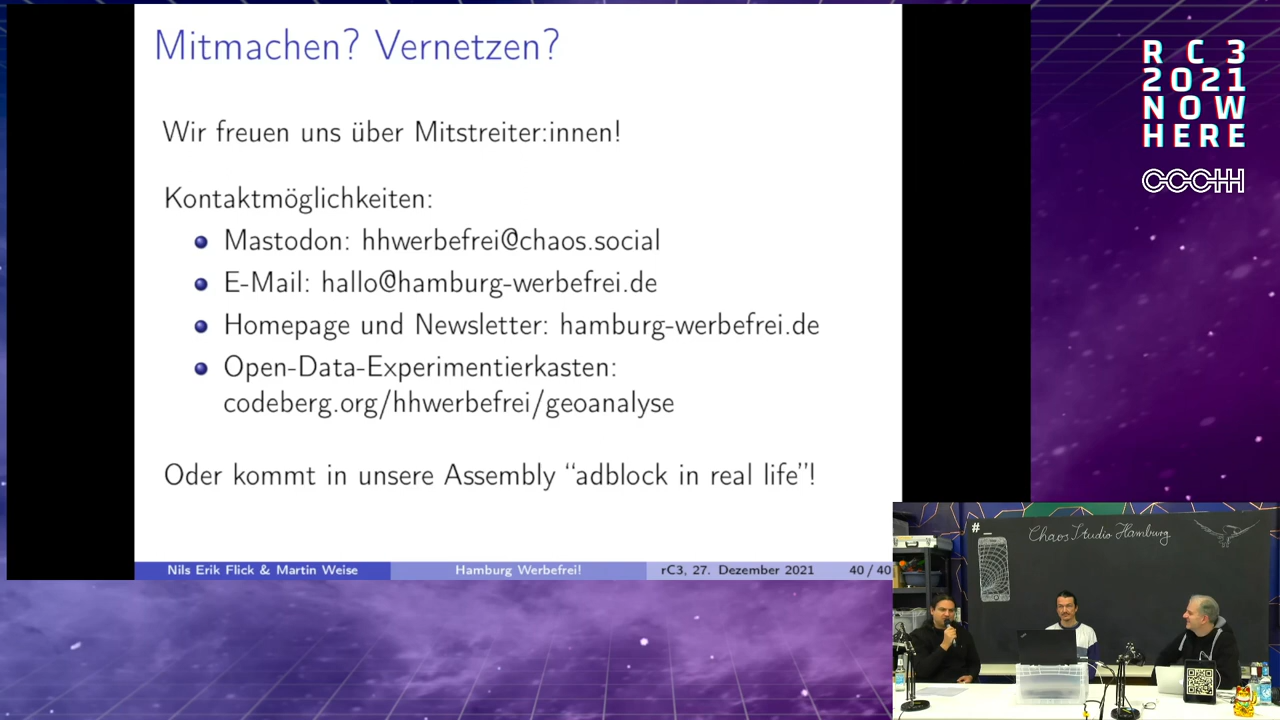 Mitmachen? Vernetzen?
Wir freuen uns über Mitstreiter:innen!
Kontaktmöglichkeiten:
Mastodon: hhwerbefrei@chaos.social
E-Mail: hallo@hamburg-werbefrei.de
Homepage und Newsletter: hamburg-werbefrei.de
Open-Data-Experimentierkasten:
codeberg.org/hhwerbefrei/geoanalyse
Oder kommt in unsere Assembly “adblock in real life”!
Nils Erik Flick & Martin Weise
Hamburg Werbefrei!
rC3, 27. Dezember 2021
40 / 40
R C 3
2021
NOW
HERE
CCCHH
#_
Chaos Studio Hamburg